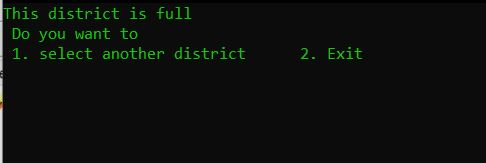 This district is full
Do you want to
1. select another district 2. Exit